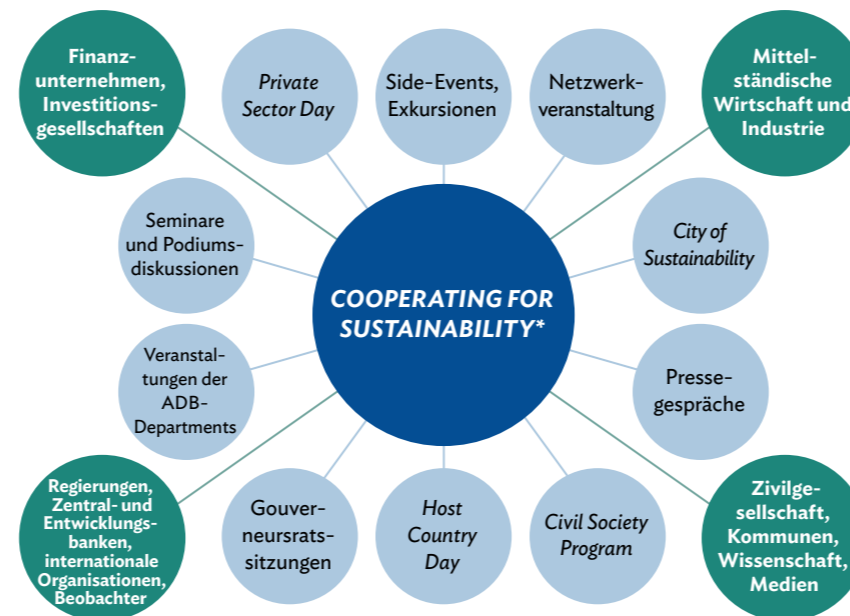 Finanz-
unternehmen,
Investitions-
gesellschaften
Private
Sector Day
Side-Events,
Exkursionen
Netzwerk-
veranstaltung
Mittel-
ständische
Wirtschaft und
Industrie
Seminare
und Podiums-
diskussionen
COOPERATING FOR
SUSTAINABILITY*
City of
Sustainability
Veranstal-
tungen der
ADB-
Departments
Presse-
gespräche
Regierungen,
Zentral- und
Entwicklungs-
banken,
internationale
Organisationen,
Beobachter
Gouver-
neursrats-
sitzungen
Host
Country
Day
Civil Society
Program
Zivilge-
sellschaft,
Kommunen,
Wissenschaft,
Medien